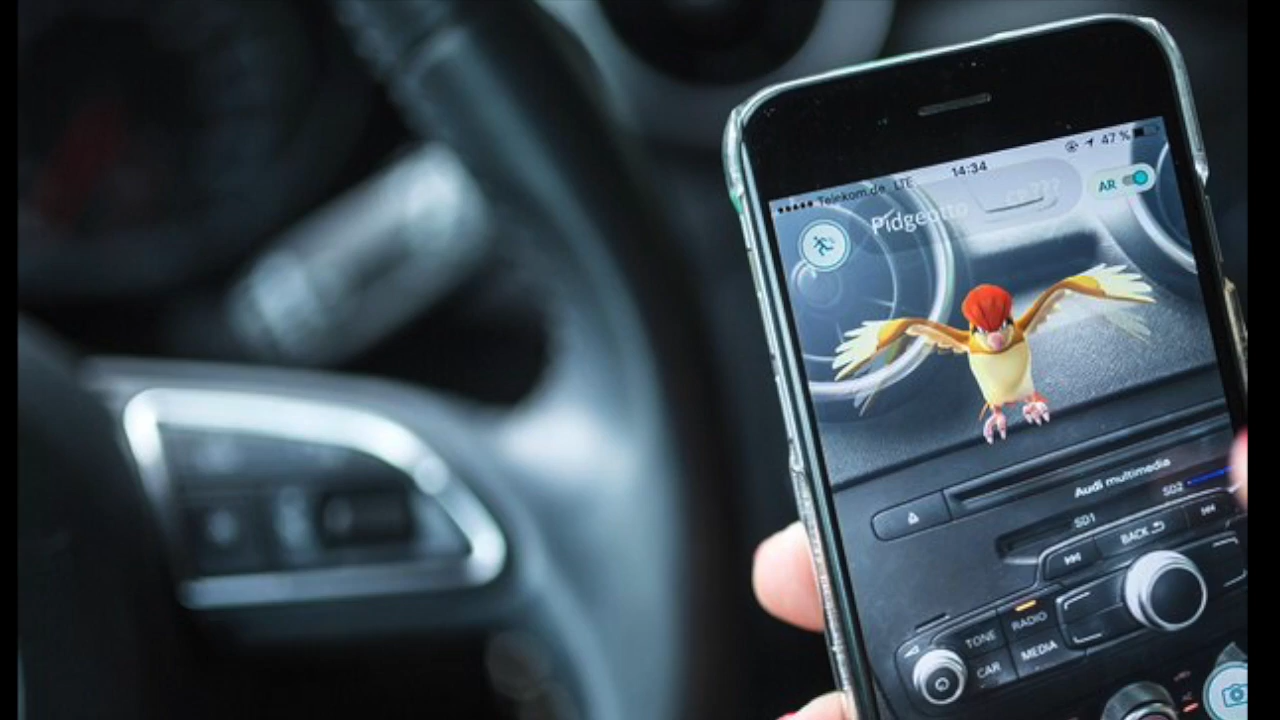 Telekom.de LTE 14:34 47 %
Pidgeotto
AR
Audi multimedia
SD2
SD1
BACK
TONE
RADIO
CAR
MEDIA